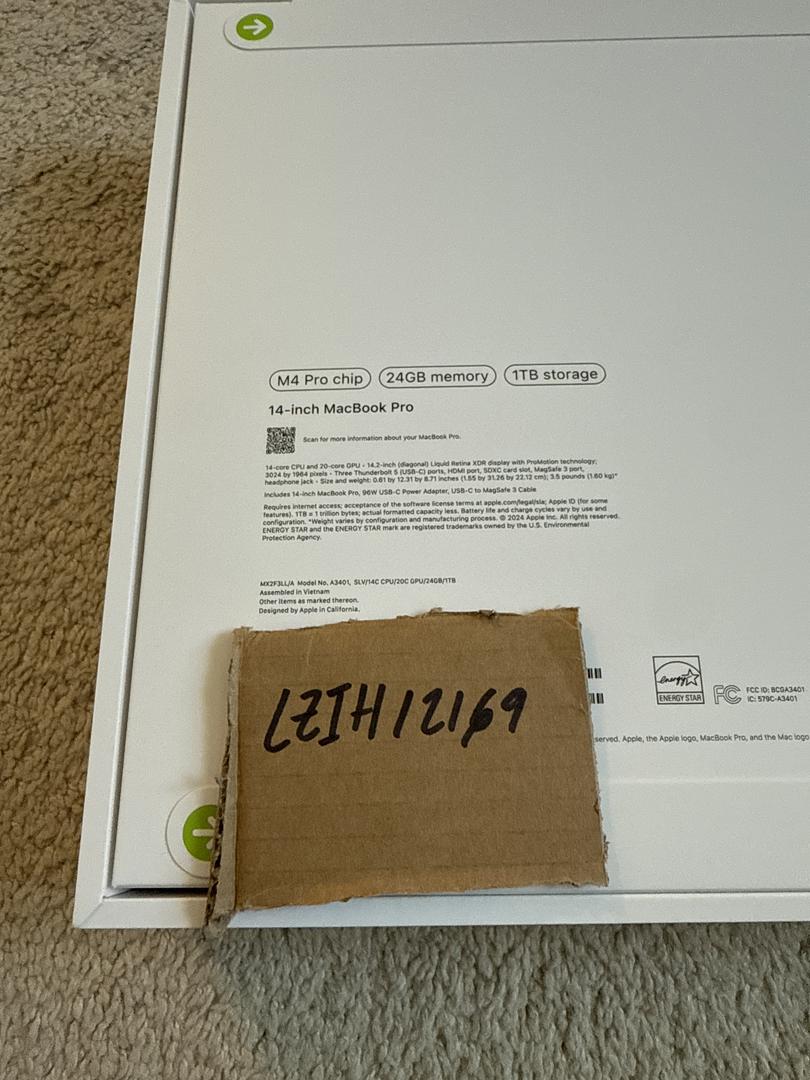 M4 Pro chip 24GB memory 1TB storage
14-inch MacBook Pro
Scan for more information about your MacBook Pro.
14-core CPU and 20-core GPU • 14.2-inch (diagonal) Liquid Retina XDR display with ProMotion technology;
3024 by 1964 pixels • Three Thunderbolt 5 (USB-C) ports, HDMI port, SDXC card slot, MagSafe 3 port,
headphone jack • Size and weight: 0.61 by 12.31 by 8.71 inches (1.55 by 31.26 by 22.12 cm); 3.5 pounds (1.60 kg)*
Includes 14-inch MacBook Pro, 96W USB-C Power Adapter, USB-C to MagSafe 3 Cable
Requires internet access; acceptance of the software license terms at apple.com/legal/sla; Apple ID (for some
features). 1TB = 1 trillion bytes; actual formatted capacity less. Battery life and charge cycles vary by use and
configuration. *Weight varies by configuration and manufacturing process. © 2024 Apple Inc. All rights reserved.
ENERGY STAR and the ENERGY STAR mark are registered trademarks owned by the U.S. Environmental
Protection Agency.
MX2F3LL/A Model No. A3401, SLV/14C CPU/20C GPU/24GB/1TB
Assembled in Vietnam
Other items as marked thereon.
Designed by Apple in California.
LZIH12169
energy
ENERGY STAR
FC
FCC ID: BCGA3401
IC: 579C-A3401
served. Apple, the Apple logo, MacBook Pro, and the Mac logo